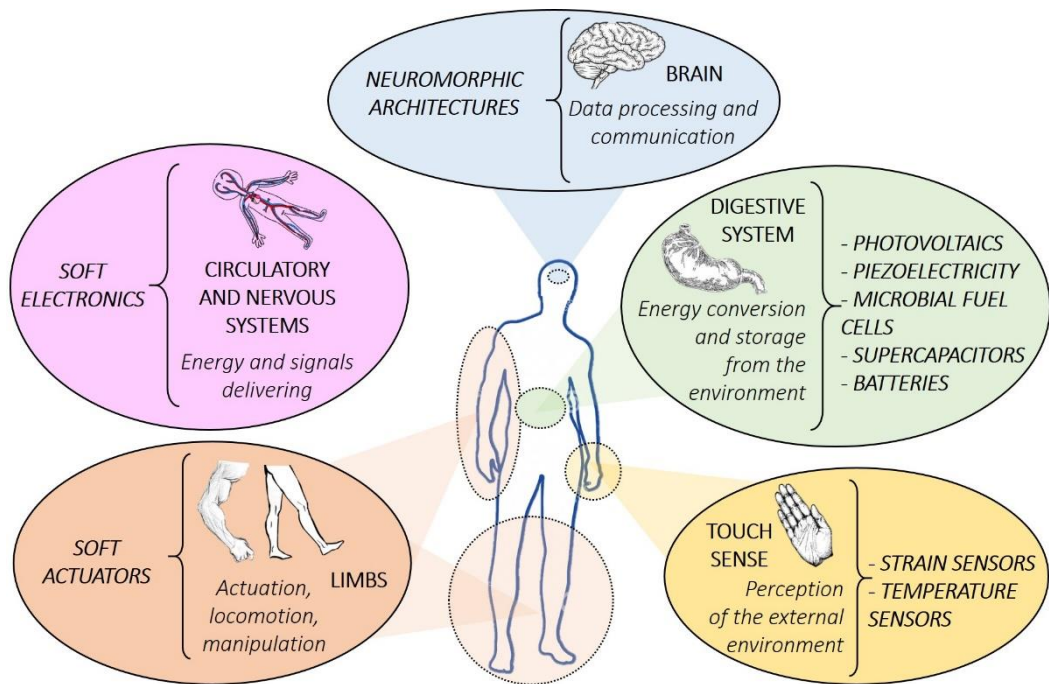 NEUROMORPHIC
ARCHITECTURES
BRAIN
Data processing and
communication
SOFT
ELECTRONICS
CIRCULATORY
AND NERVOUS
SYSTEMS
Energy and signals
delivering
DIGESTIVE
SYSTEM
Energy conversion
and storage
from the
environment
- PHOTOVOLTAICS
- PIEZOELECTRICITY
- MICROBIAL FUEL
CELLS
- SUPERCAPACITORS
- BATTERIES
SOFT
ACTUATORS
LIMBS
Actuation,
locomotion,
manipulation
TOUCH
SENSE
Perception
of the external
environment
- STRAIN SENSORS
- TEMPERATURE
SENSORS